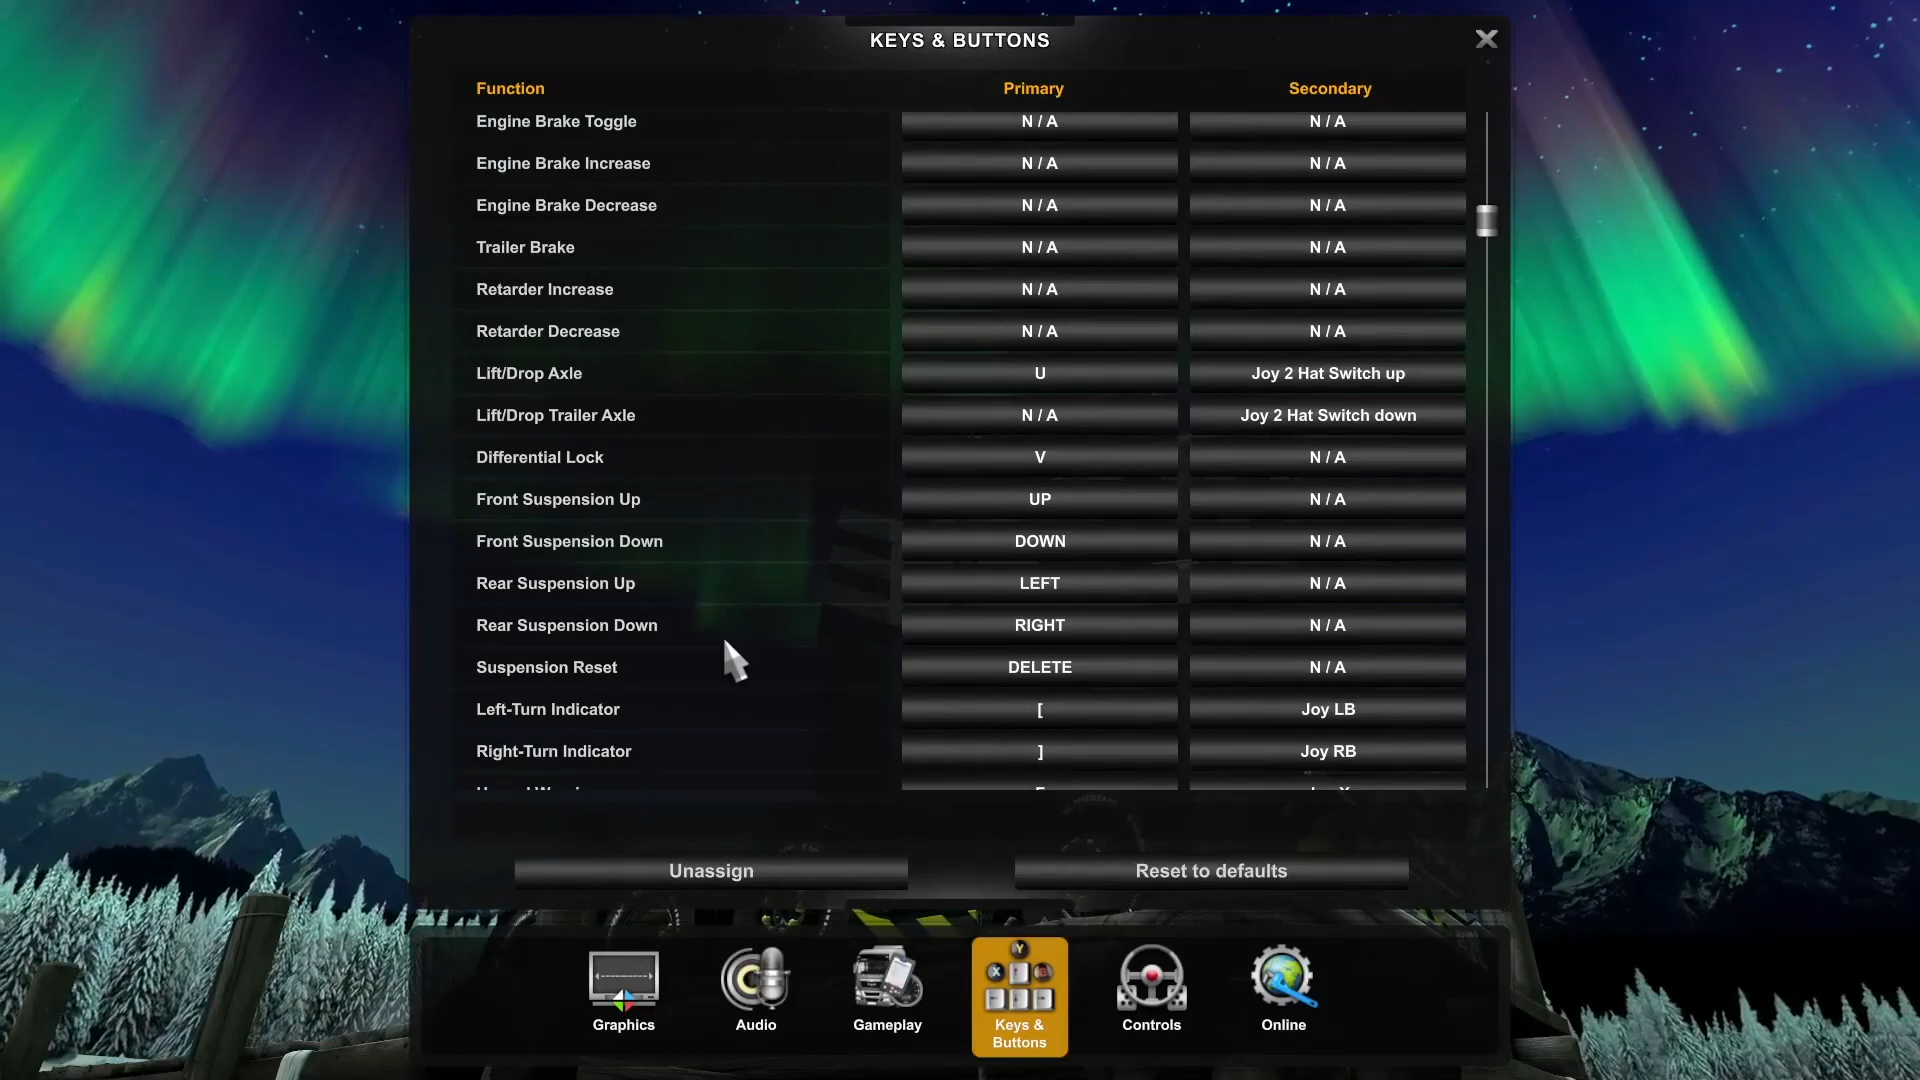 KEYS & BUTTONS
Function Primary Secondary
Engine Brake Toggle N / A N / A
Engine Brake Increase N / A N / A
Engine Brake Decrease N / A N / A
Trailer Brake N / A N / A
Retarder Increase N / A N / A
Retarder Decrease N / A N / A
Lift/Drop Axle U Joy 2 Hat Switch up
Lift/Drop Trailer Axle N / A Joy 2 Hat Switch down
Differential Lock V N / A
Front Suspension Up UP N / A
Front Suspension Down DOWN N / A
Rear Suspension Up LEFT N / A
Rear Suspension Down RIGHT N / A
Suspension Reset DELETE N / A
Left-Turn Indicator [ Joy LB
Right-Turn Indicator ] Joy RB
Unassign Reset to defaults
Graphics Audio Gameplay Keys & Buttons Controls Online